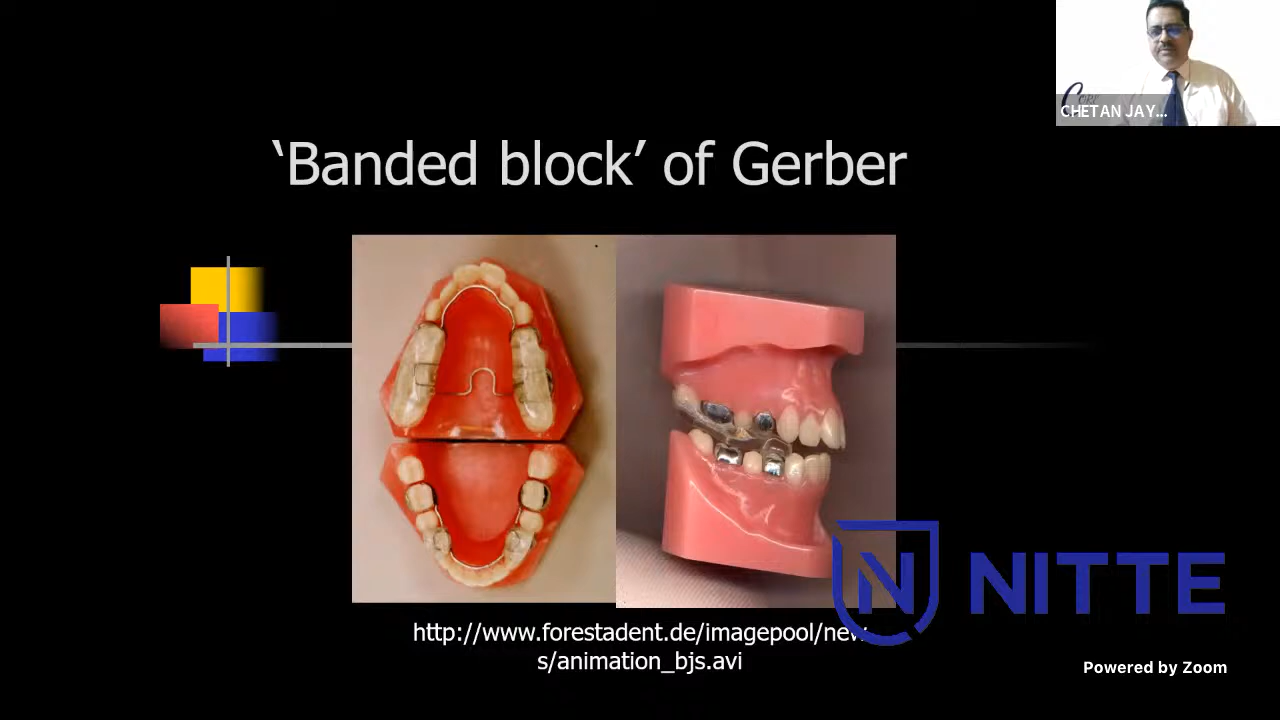 CHETAN JAY...
‘Banded block’ of Gerber
http://www.forestadent.de/imagepool/new
s/animation_bjs.avi
N NITTE
Powered by Zoom